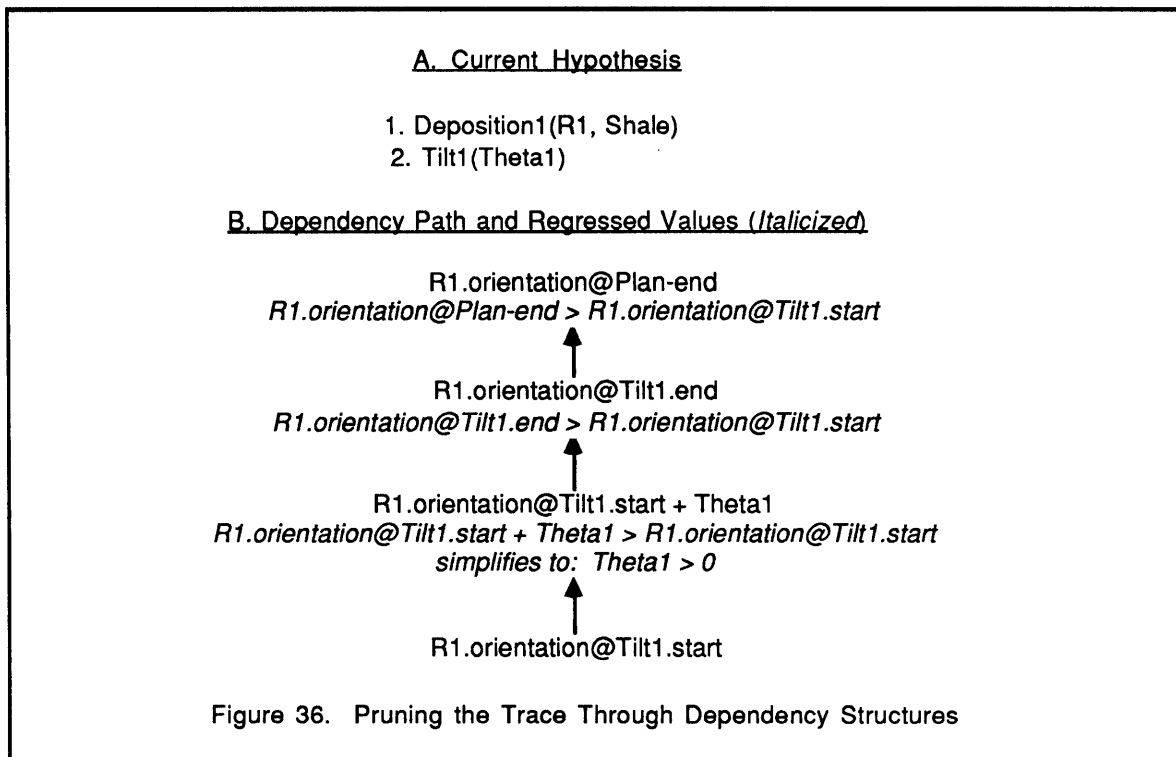 A. Current Hypothesis
1. Deposition1(R1, Shale)
2. Tilt1(Theta1)
B. Dependency Path and Regressed Values (Italicized)
R1.orientation@Plan-end
R1.orientation@Plan-end > R1.orientation@Tilt1.start
R1.orientation@Tilt1.end
R1.orientation@Tilt1.end > R1.orientation@Tilt1.start
R1.orientation@Tilt1.start + Theta1
R1.orientation@Tilt1.start + Theta1 > R1.orientation@Tilt1.start
simplifies to: Theta1 > 0
R1.orientation@Tilt1.start
Figure 36. Pruning the Trace Through Dependency Structures